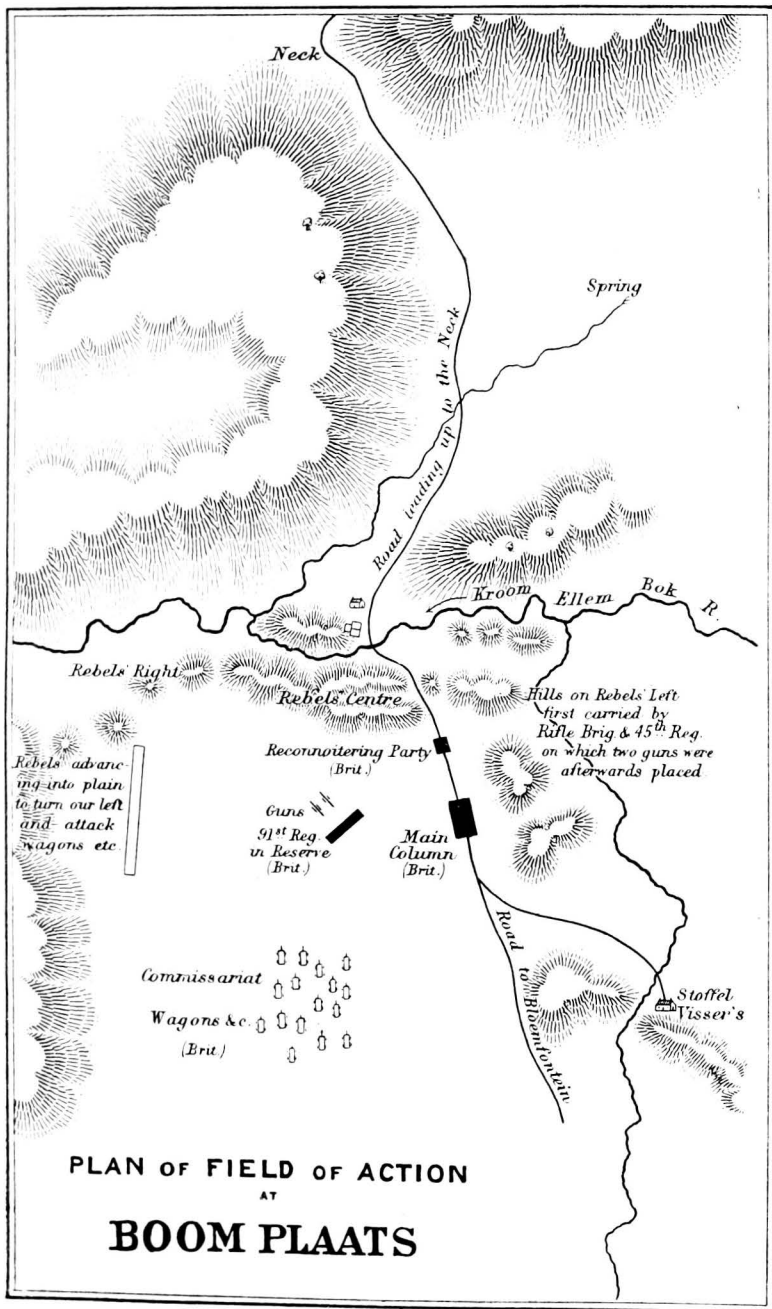 Neck
Spring
Road leading up to the Neck
Kroom Ellem Bok R.
Rebels' Right
Rebels' Centre
Hills on Rebels' Left
first carried by
Rifle Brig. & 45th Reg.
on which two guns were
afterwards placed
Reconnoitering Party
(Brit.)
Rebels advanc-
ing into plain
to turn our left
and attack
wagons etc.
Guns
91st Reg.
in Reserve
(Brit.)
Main
Column
(Brit.)
Road to Bloemfontein
Commissariat
Wagons &c.
(Brit.)
Stoffel
Visser's
PLAN OF FIELD OF ACTION
AT
BOOM PLAATS